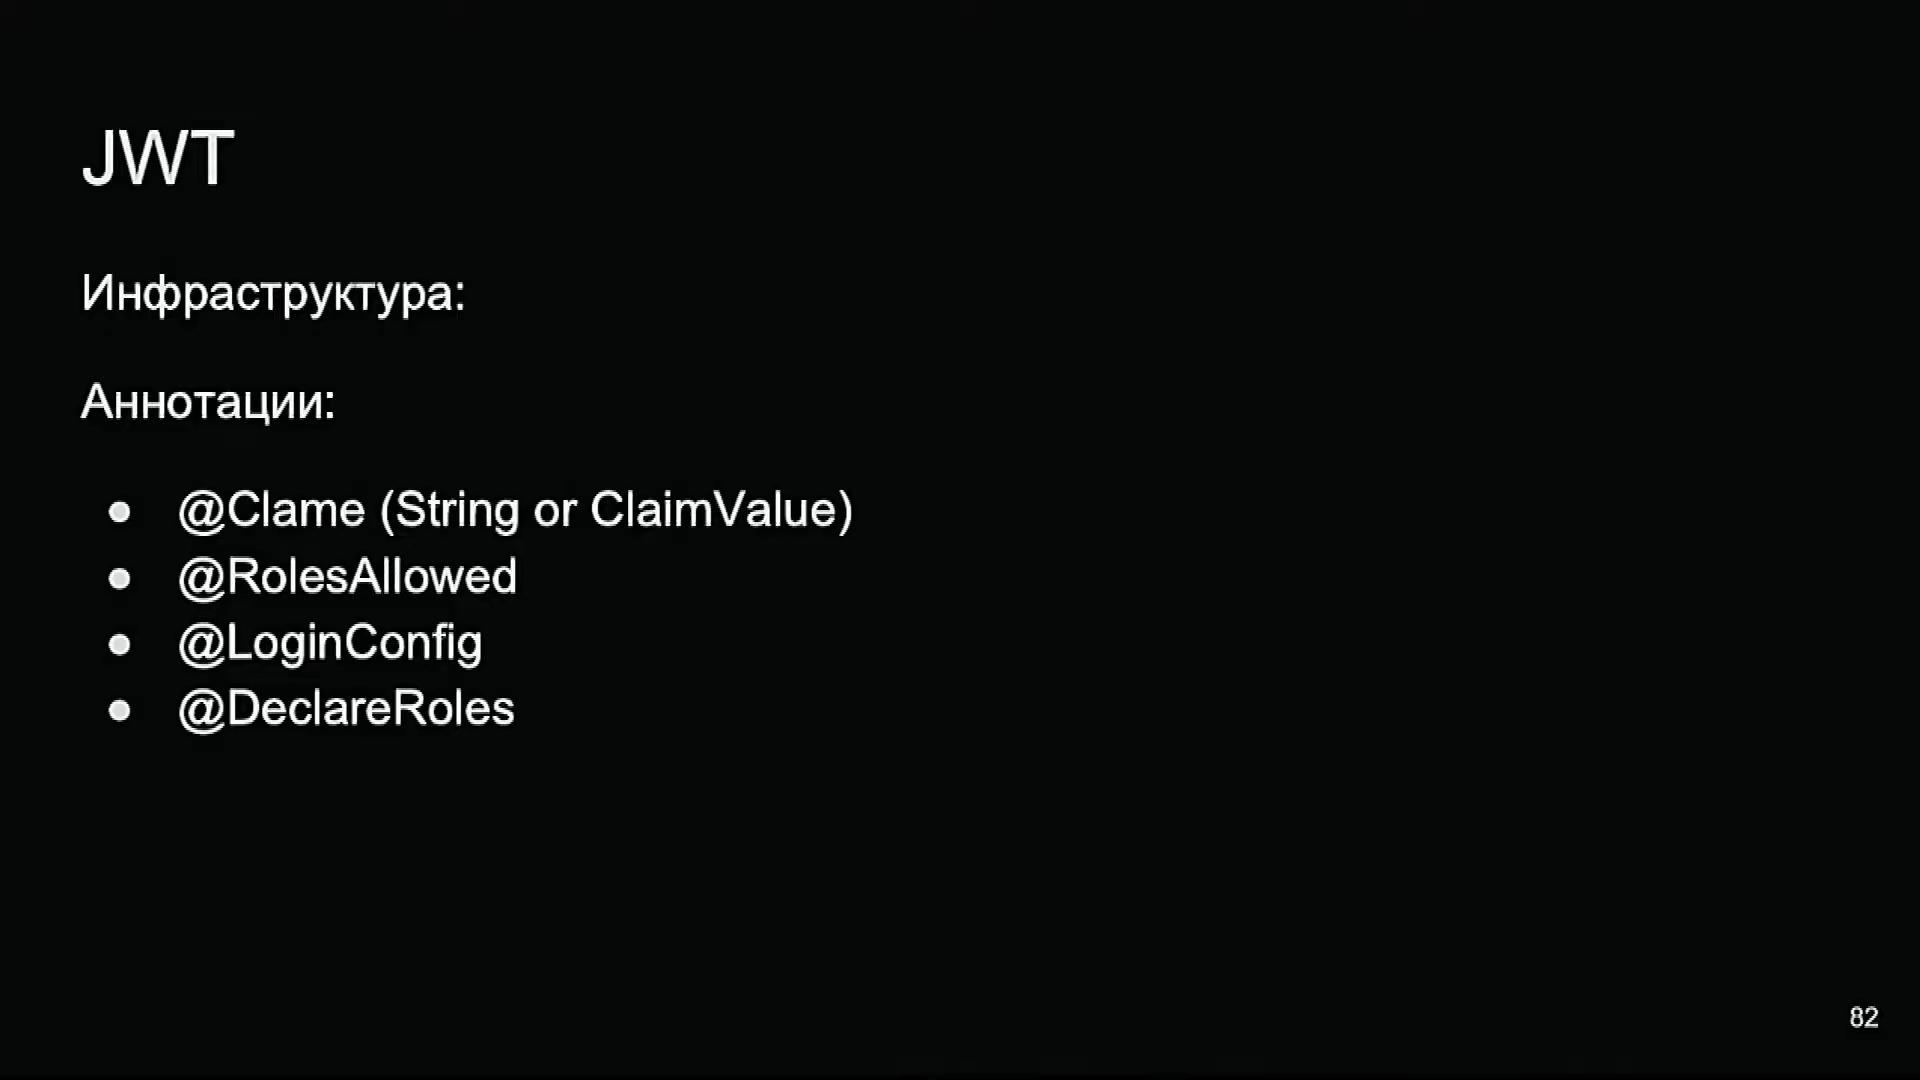 JWT
Инфраструктура:
Аннотации:
● @Clame (String or ClaimValue)
● @RolesAllowed
● @LoginConfig
● @DeclareRoles
82